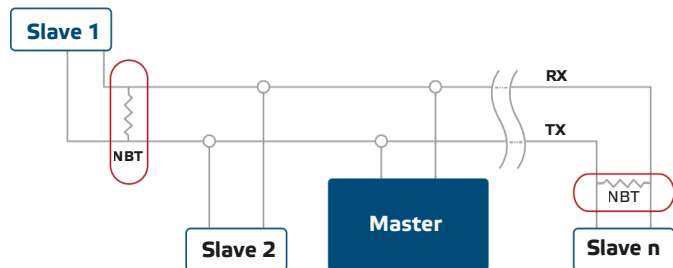 Slave 1
RX
TX
NBT
NBT
Master
Slave 2
Slave n